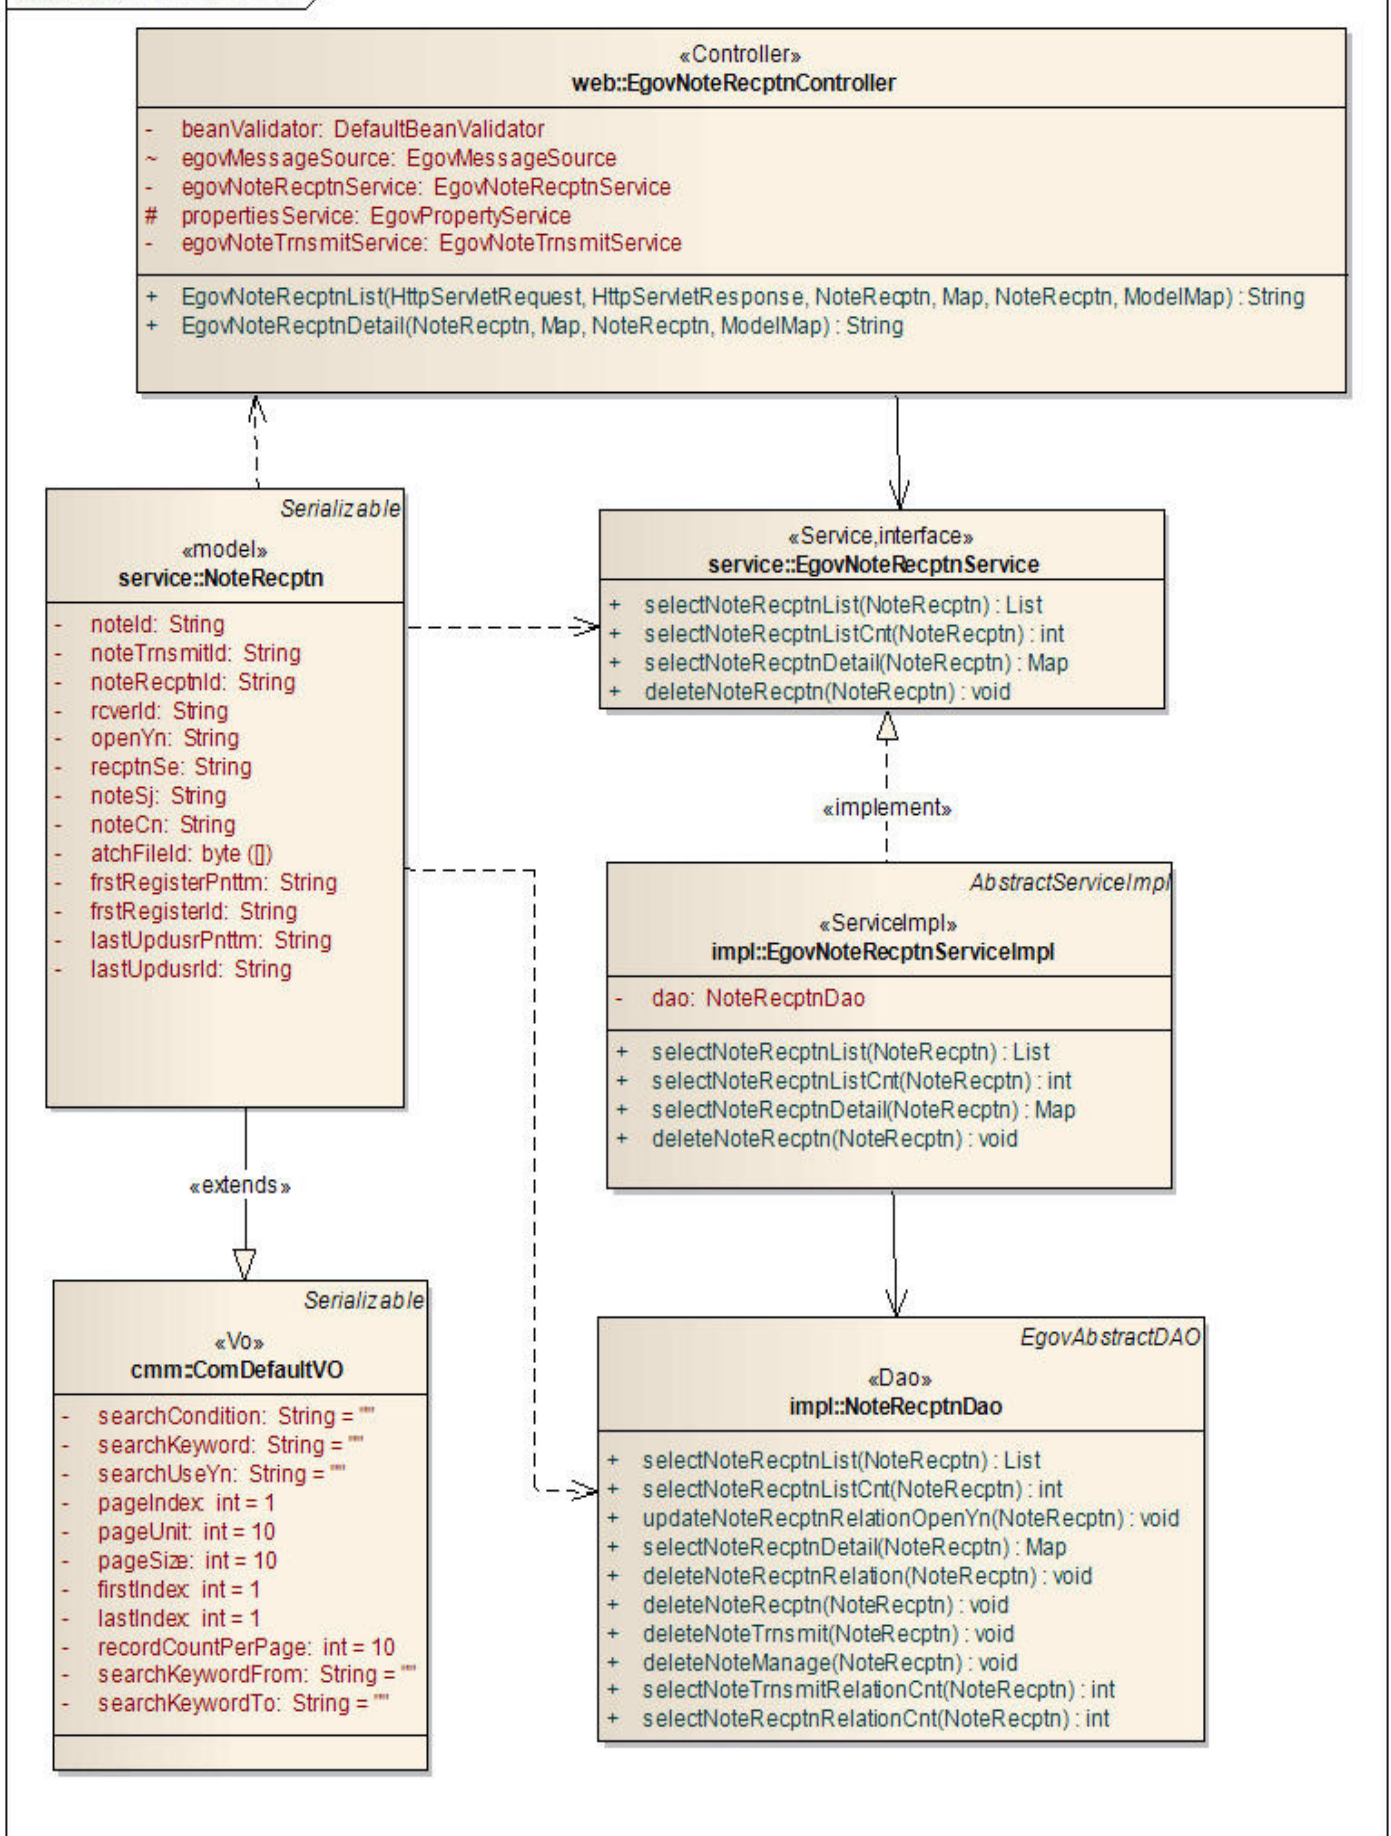 «Controller»
web::EgovNoteRecptnController
- beanValidator: DefaultBeanValidator
~ egovMessageSource: EgovMessageSource
- egovNoteRecptnService: EgovNoteRecptnService
# propertiesService: EgovPropertyService
- egovNoteTrnsmitService: EgovNoteTrnsmitService
+ EgovNoteRecptnList(HttpServletRequest, HttpServletResponse, NoteRecptn, Map, NoteRecptn, ModelMap) : String
+ EgovNoteRecptnDetail(NoteRecptn, Map, NoteRecptn, ModelMap) : String
Serializable
«model»
service::NoteRecptn
- noteId: String
- noteTrnsmitId: String
- noteRecptnId: String
- rcverId: String
- openYn: String
- recptnSe: String
- noteSj: String
- noteCn: String
- atchFileId: byte ([])
- frstRegisterPnttm: String
- frstRegisterId: String
- lastUpdusrPnttm: String
- lastUpdusrId: String
«Service,interface»
service::EgovNoteRecptnService
+ selectNoteRecptnList(NoteRecptn) : List
+ selectNoteRecptnListCnt(NoteRecptn) : int
+ selectNoteRecptnDetail(NoteRecptn) : Map
+ deleteNoteRecptn(NoteRecptn) : void
«implement»
AbstractServiceImpl
«ServiceImpl»
impl::EgovNoteRecptnServiceImpl
- dao: NoteRecptnDao
+ selectNoteRecptnList(NoteRecptn) : List
+ selectNoteRecptnListCnt(NoteRecptn) : int
+ selectNoteRecptnDetail(NoteRecptn) : Map
+ deleteNoteRecptn(NoteRecptn) : void
«extends»
Serializable
«Vo»
cmm::ComDefaultVO
- searchCondition: String = ""
- searchKeyword: String = ""
- searchUseYn: String = ""
- pageIndex: int = 1
- pageUnit: int = 10
- pageSize: int = 10
- firstIndex: int = 1
- lastIndex: int = 1
- recordCountPerPage: int = 10
- searchKeywordFrom: String = ""
- searchKeywordTo: String = ""
EgovAbstractDAO
«Dao»
impl::NoteRecptnDao
+ selectNoteRecptnList(NoteRecptn) : List
+ selectNoteRecptnListCnt(NoteRecptn) : int
+ updateNoteRecptnRelationOpenYn(NoteRecptn) : void
+ selectNoteRecptnDetail(NoteRecptn) : Map
+ deleteNoteRecptnRelation(NoteRecptn) : void
+ deleteNoteRecptn(NoteRecptn) : void
+ deleteNoteTrnsmit(NoteRecptn) : void
+ deleteNoteManage(NoteRecptn) : void
+ selectNoteTrnsmitRelationCnt(NoteRecptn) : int
+ selectNoteRecptnRelationCnt(NoteRecptn) : int